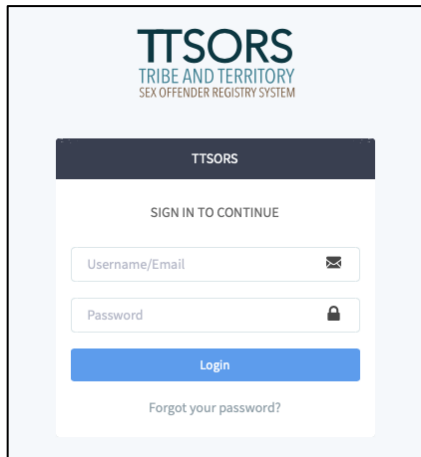 TTSORS
TRIBE AND TERRITORY
SEX OFFENDER REGISTRY SYSTEM
TTSORS
SIGN IN TO CONTINUE
Username/Email
Password
Login
Forgot your password?